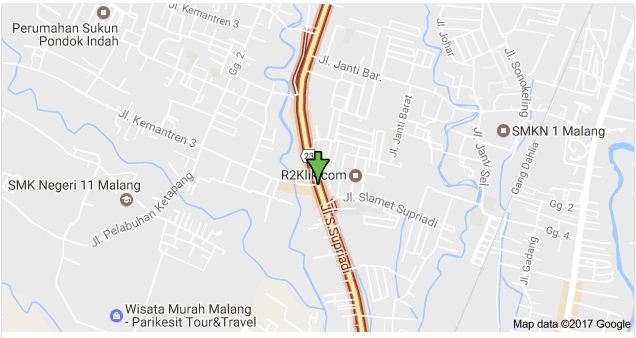 Jl. Kemantren 3
Perumahan Sukun
Pondok Indah
Gg. 2
Jl. Johar
Jl. Sonokeling
Jl. Janti Bar.
Jl. Kemantren 3
Jl. Janti Barat
SMKN 1 Malang
Jl. Janti Sel.
Gang Dahlia
23
R2Kli
.com
SMK Negeri 11 Malang
Jl. Pelabuhan Ketapang
Jl. Slamet Supriadi
Gg. 2
Gg. 4
Jl. S. Supriadi
Jl. Gadang
Wisata Murah Malang
- Parikesit Tour&Travel
Map data ©2017 Google